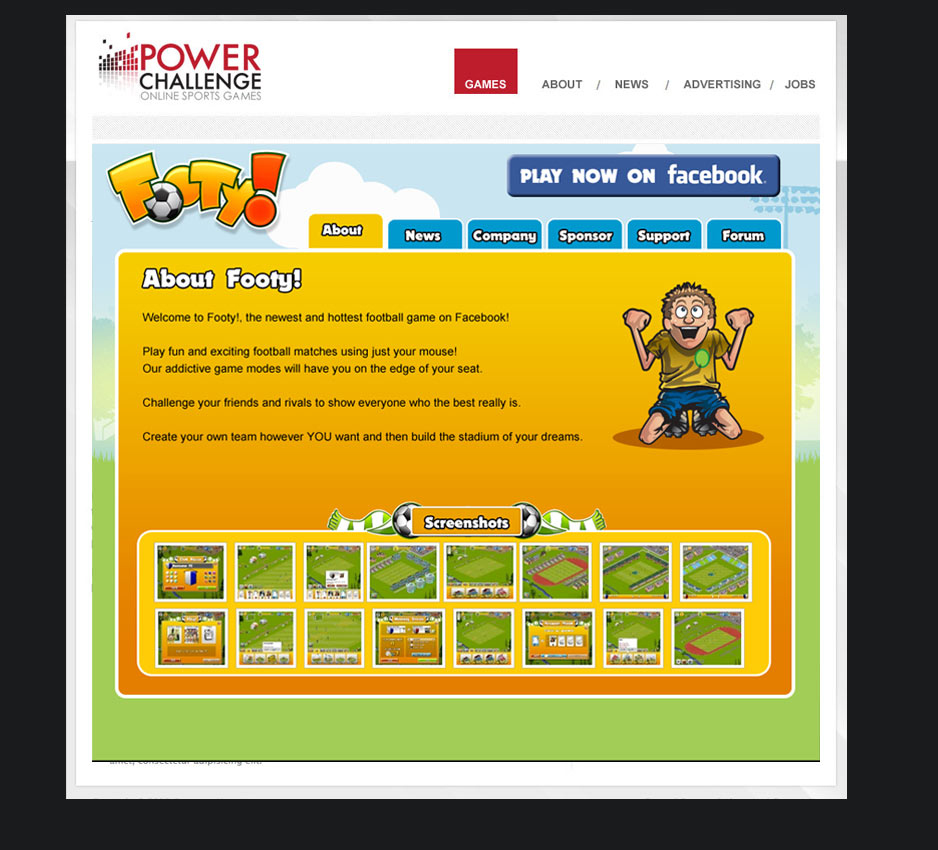 POWER
CHALLENGE
ONLINE SPORTS GAMES
GAMES
ABOUT / NEWS / ADVERTISING / JOBS
FOOTY!
PLAY NOW ON facebook
About
News
Company
Sponsor
Support
Forum
About Footy!
Welcome to Footy!, the newest and hottest football game on Facebook!
Play fun and exciting football matches using just your mouse!
Our addictive game modes will have you on the edge of your seat.
Challenge your friends and rivals to show everyone who the best really is.
Create your own team however YOU want and then build the stadium of your dreams.
Screenshots